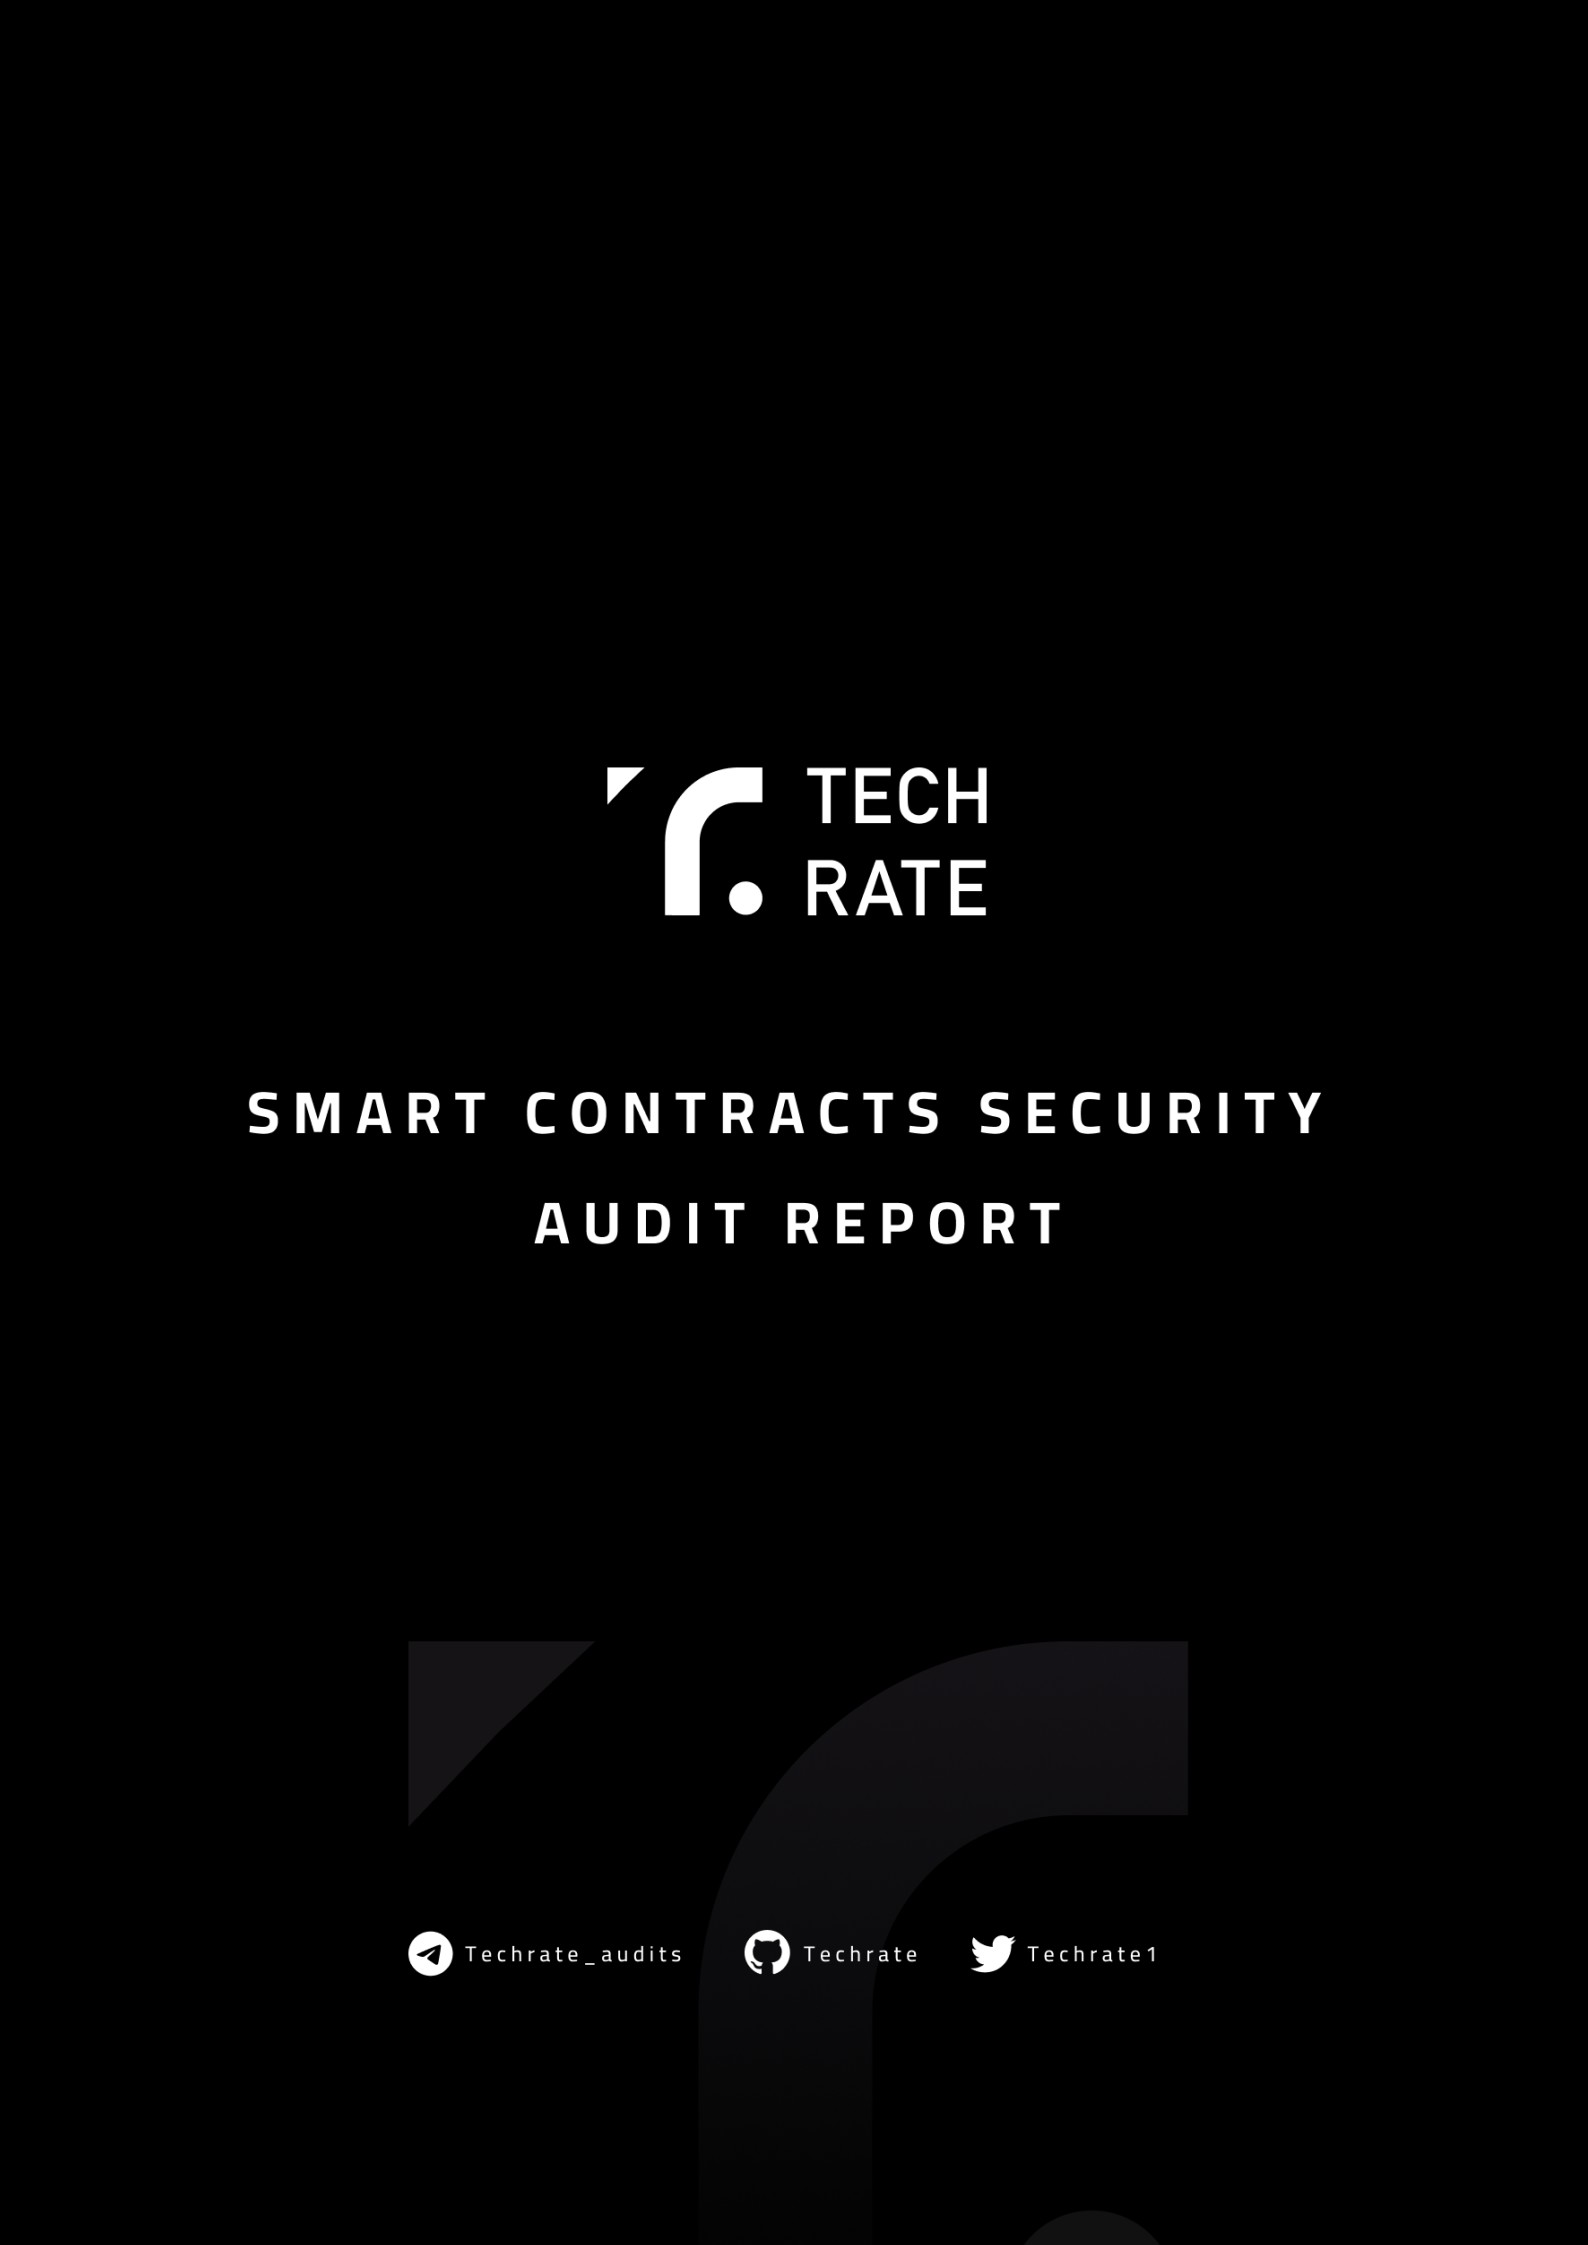 TECH
RATE
SMART CONTRACTS SECURITY
AUDIT REPORT
Techrate_audits Techrate Techrate1